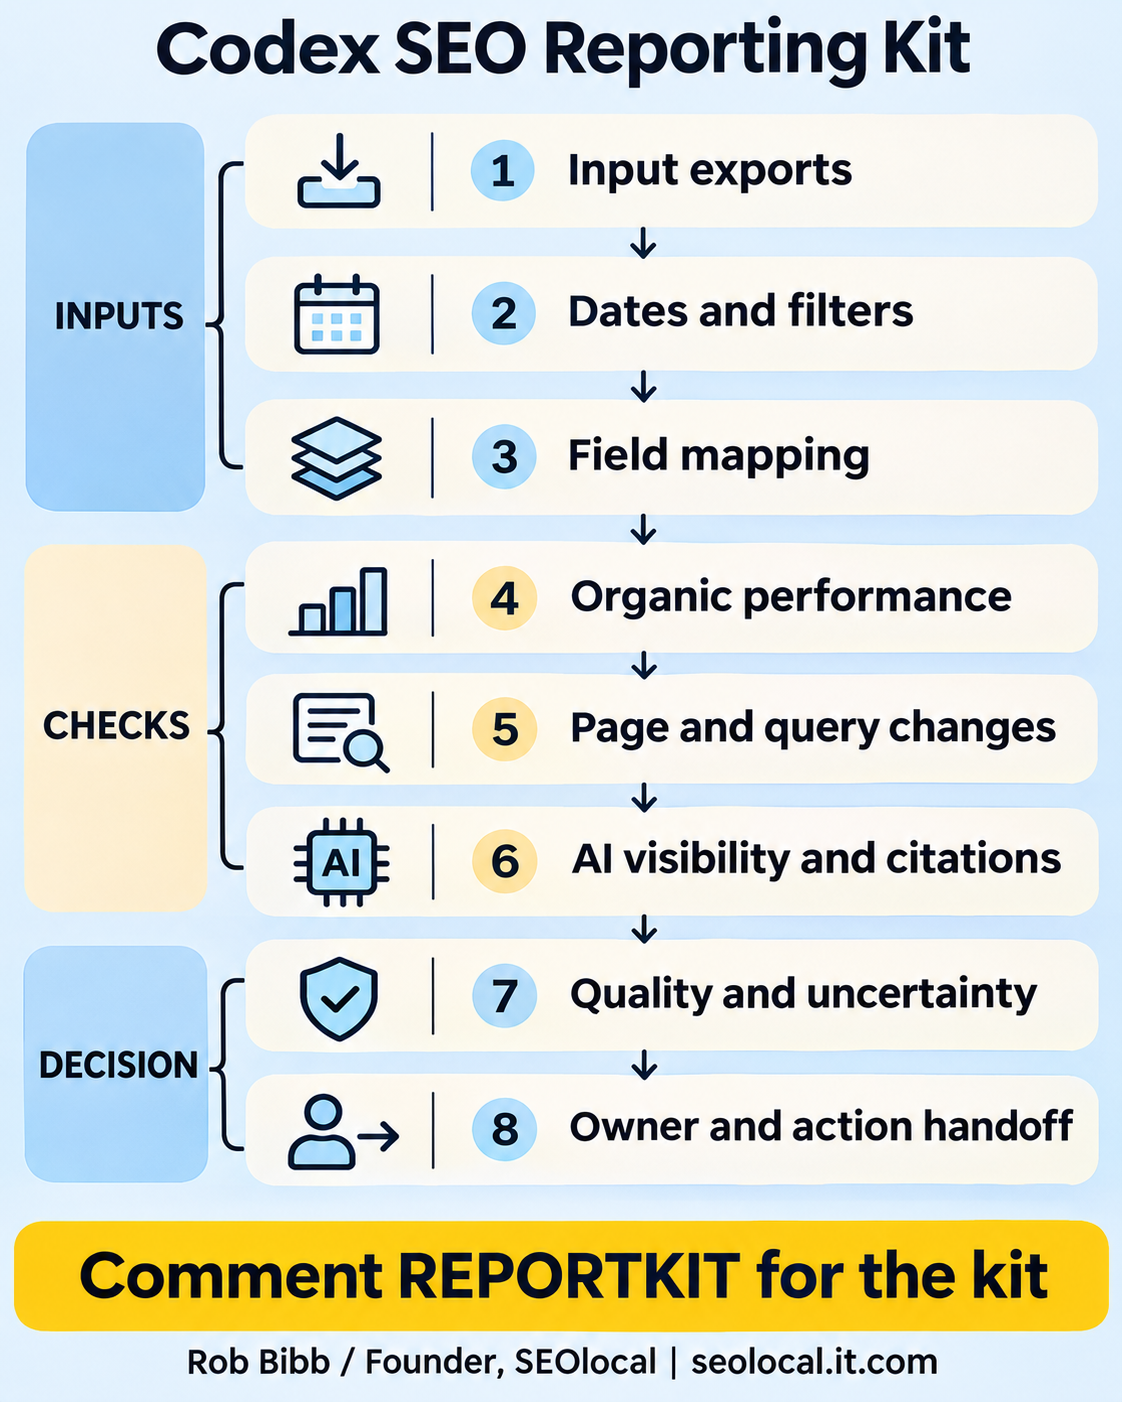 Codex SEO Reporting Kit
INPUTS
1 Input exports
2 Dates and filters
3 Field mapping
CHECKS
4 Organic performance
5 Page and query changes
AI
6 AI visibility and citations
DECISION
7 Quality and uncertainty
8 Owner and action handoff
Comment REPORTKIT for the kit
Rob Bibb / Founder, SEOlocal | seolocal.it.com